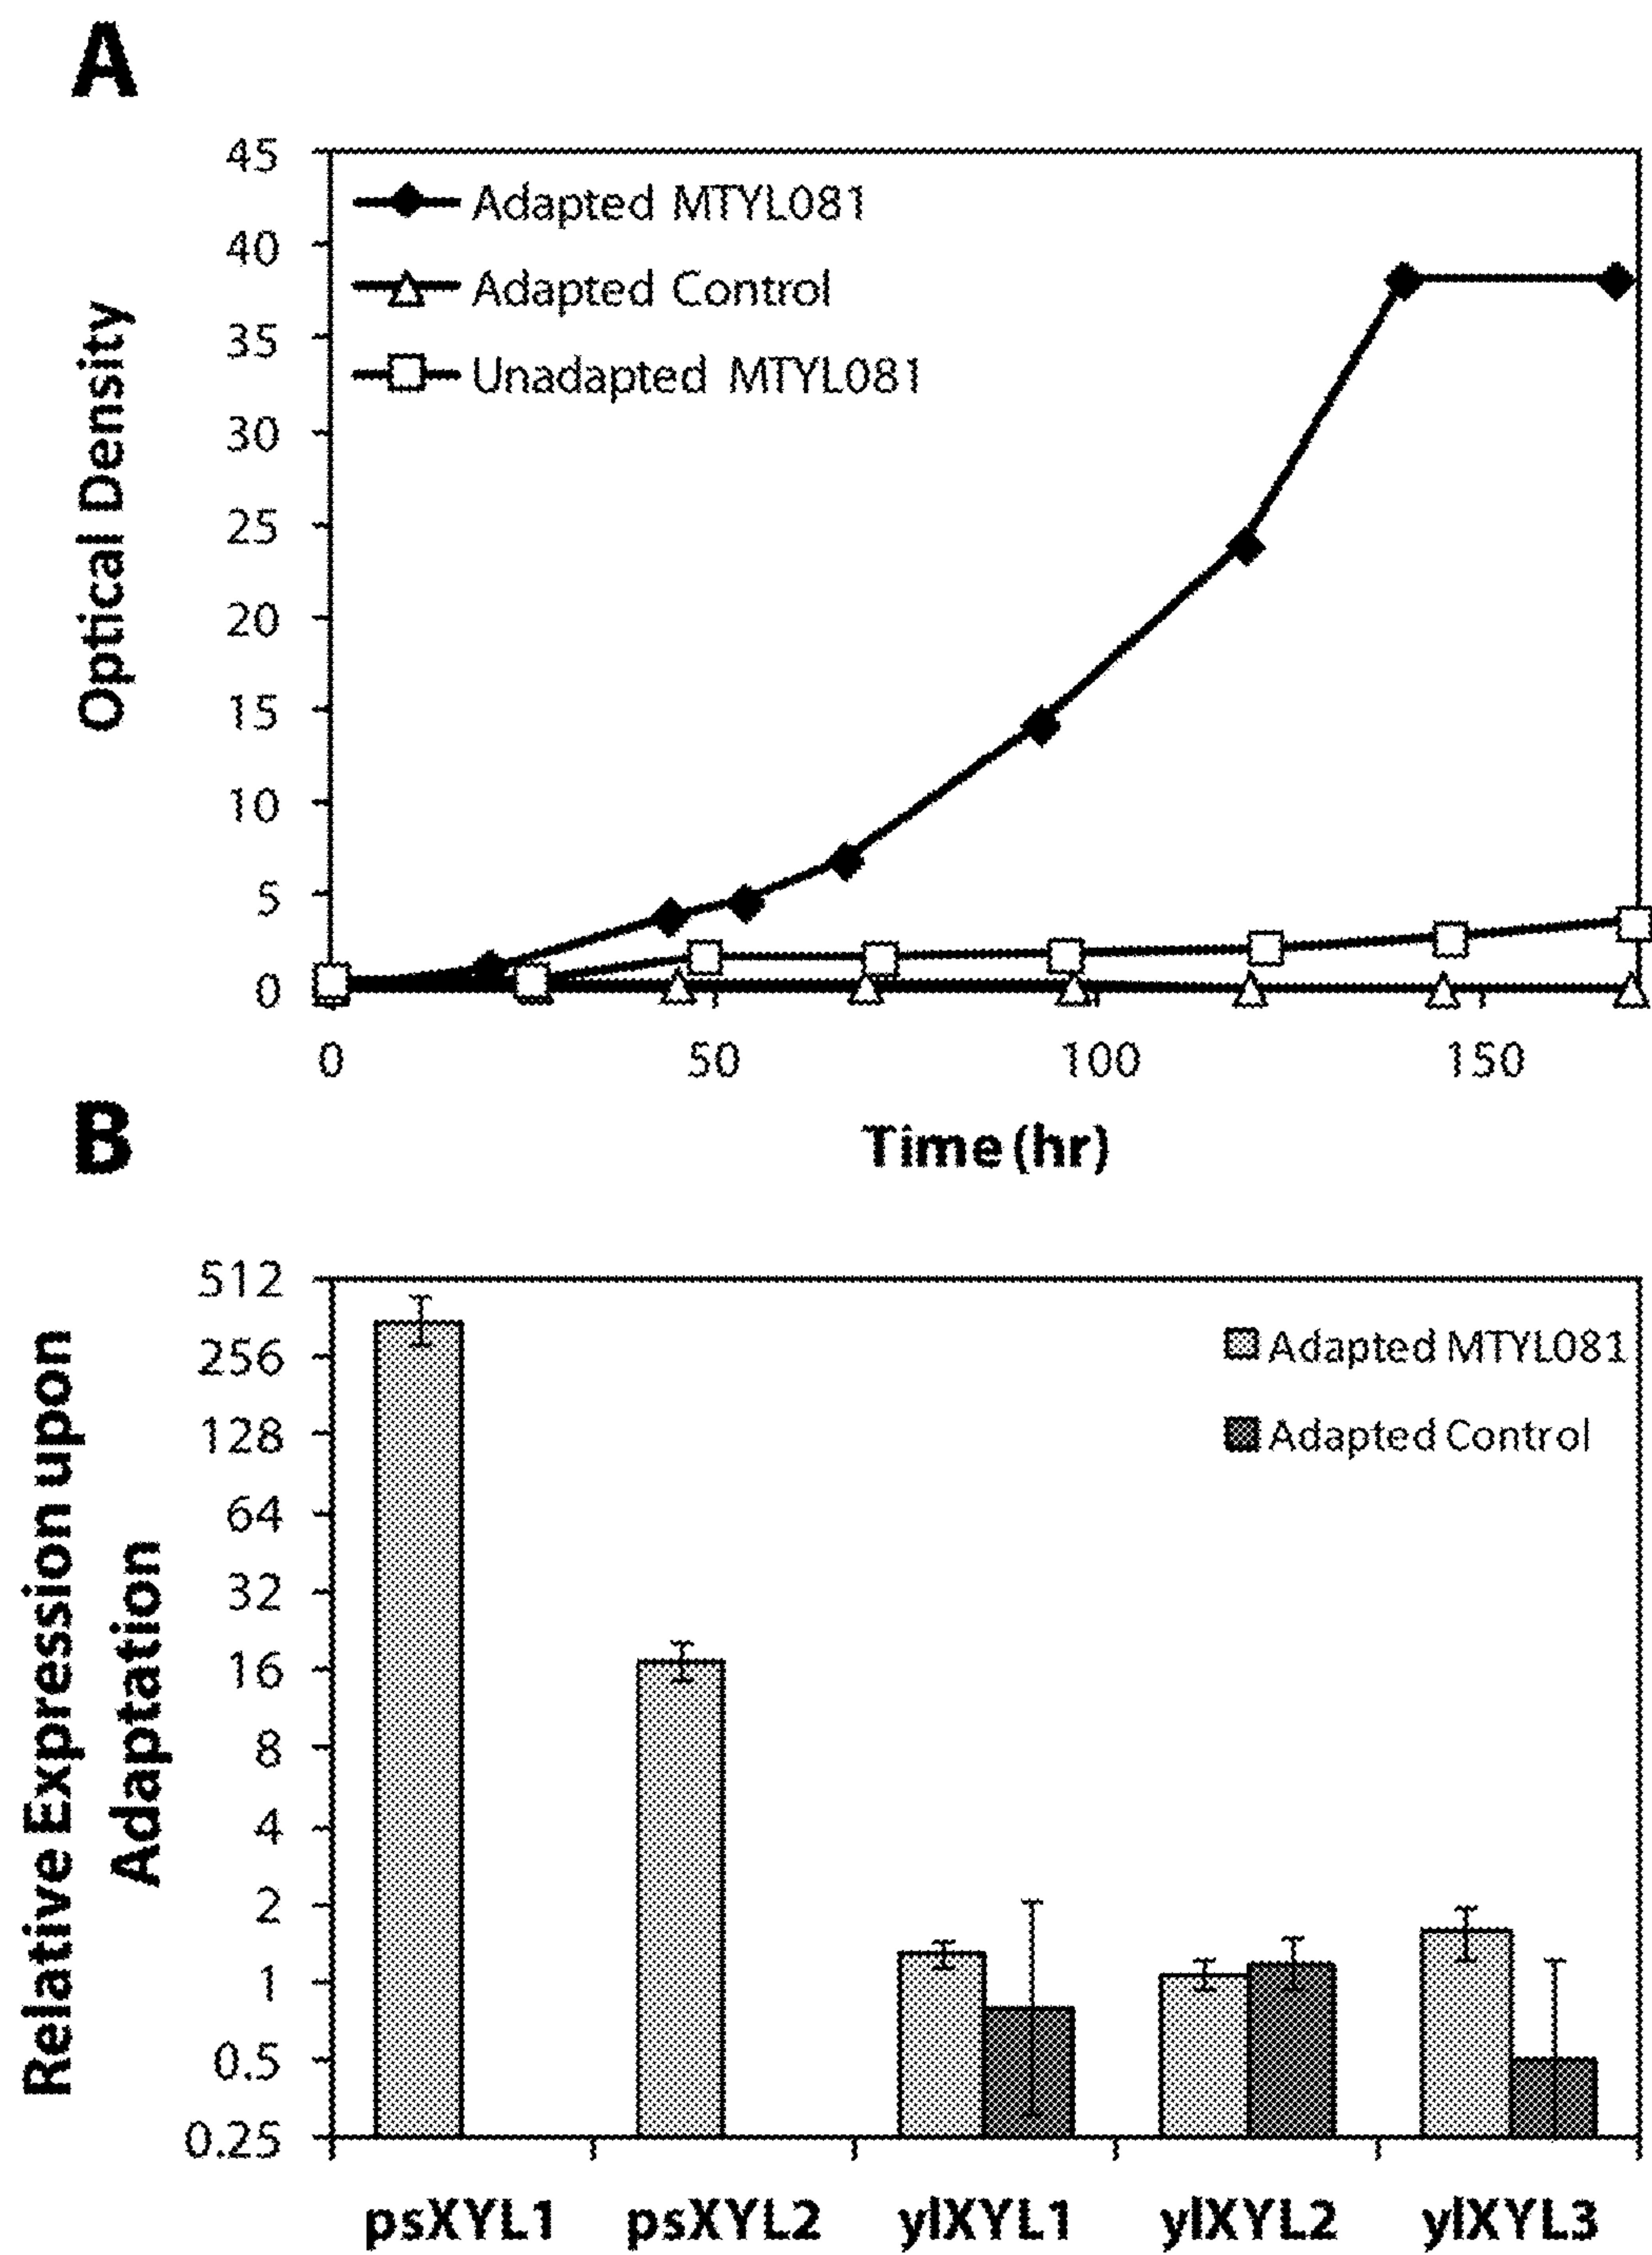 A
45
40
35
30
25
20
15
10
5
0
Optical Density
Adapted MTYL081
Adapted Control
Unadapted MTYL081
0 50 100 150
Time (hr)
B
512
256
128
64
32
16
8
4
2
1
0.5
0.25
Relative Expression upon
Adaptation
Adapted MTYL081
Adapted Control
psXYL1 psXYL2 ylXYL1 ylXYL2 ylXYL3